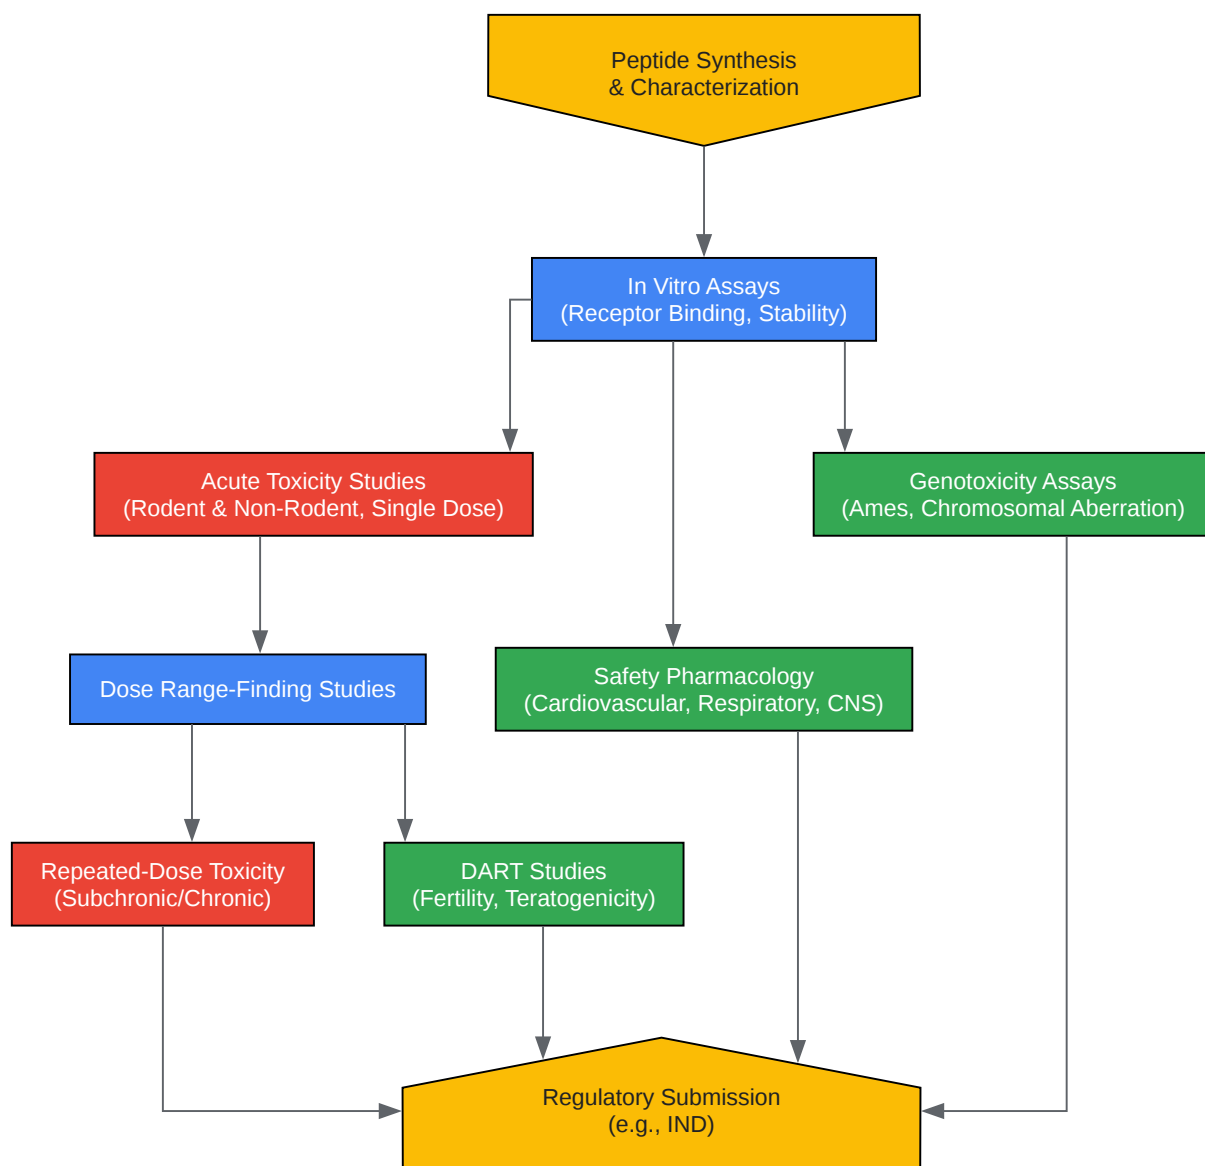 Peptide Synthesis
& Characterization
In Vitro Assays
(Receptor Binding, Stability)
Acute Toxicity Studies
(Rodent & Non-Rodent, Single Dose)
Genotoxicity Assays
(Ames, Chromosomal Aberration)
Dose Range-Finding Studies
Safety Pharmacology
(Cardiovascular, Respiratory, CNS)
Repeated-Dose Toxicity
(Subchronic/Chronic)
DART Studies
(Fertility, Teratogenicity)
Regulatory Submission
(e.g., IND)